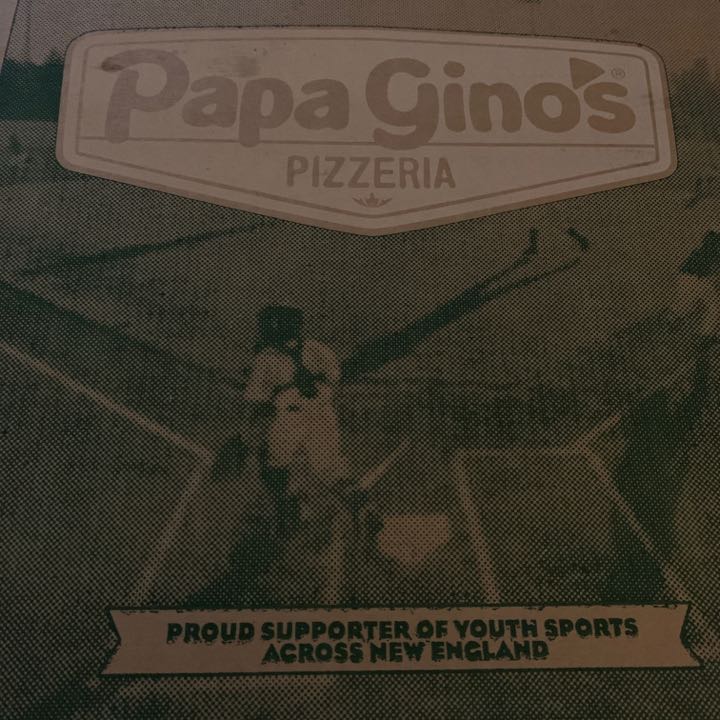 Papa Gino's®
PIZZERIA
PROUD SUPPORTER OF YOUTH SPORTS
ACROSS NEW ENGLAND